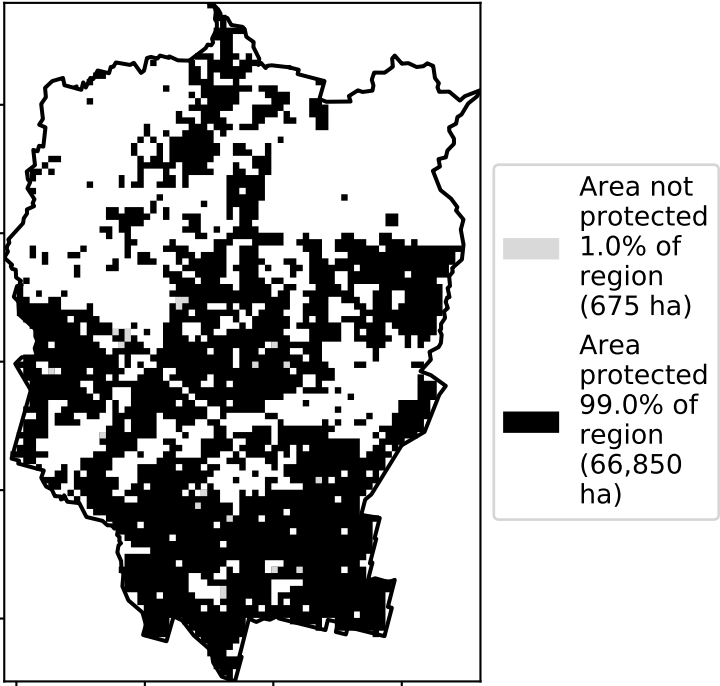 Area not
protected
1.0% of
region
(675 ha)
Area
protected
99.0% of
region
(66,850
ha)